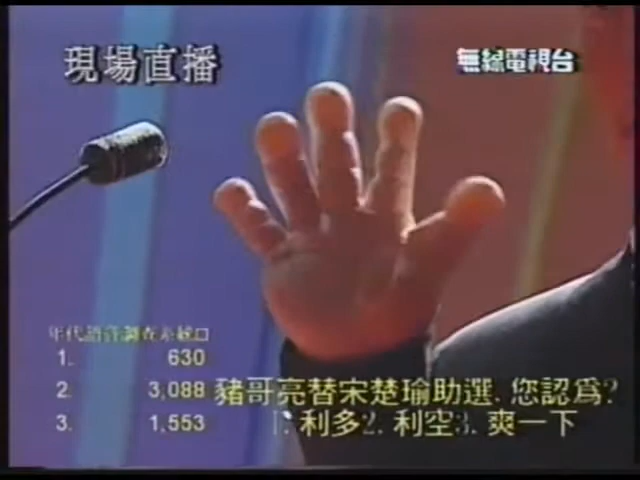 現場直播
無線電視台
年代語音調查系統
1. 630
2. 3,088
3. 1,553
豬哥亮替宋楚瑜助選.您認為?
1.利多2.利空3.爽一下